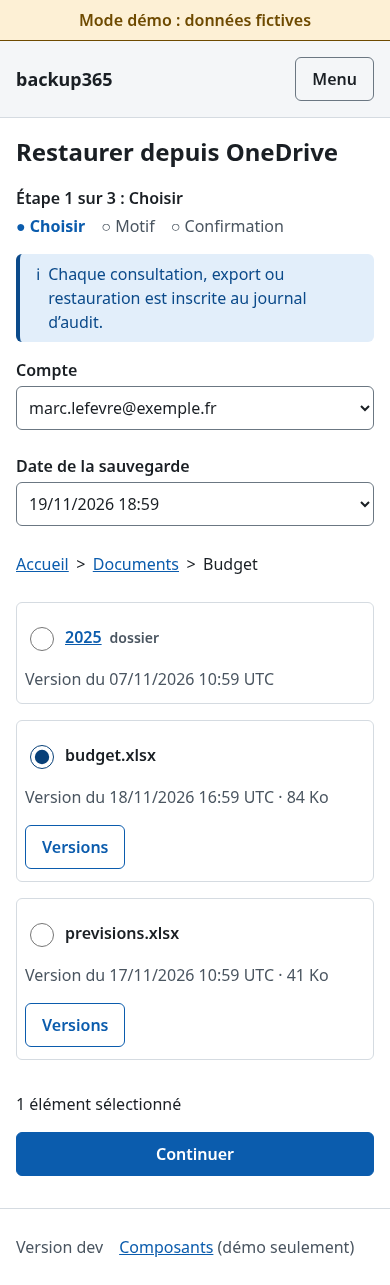 Mode démo : données fictives
backup365
Menu
Restaurer depuis OneDrive
Étape 1 sur 3 : Choisir
● Choisir ○ Motif ○ Confirmation
i Chaque consultation, export ou
restauration est inscrite au journal
d’audit.
Compte
marc.lefevre@exemple.fr
Date de la sauvegarde
19/11/2026 18:59
Accueil > Documents > Budget
2025 dossier
Version du 07/11/2026 10:59 UTC
budget.xlsx
Version du 18/11/2026 16:59 UTC · 84 Ko
Versions
previsions.xlsx
Version du 17/11/2026 10:59 UTC · 41 Ko
Versions
1 élément sélectionné
Continuer
Version dev Composants (démo seulement)